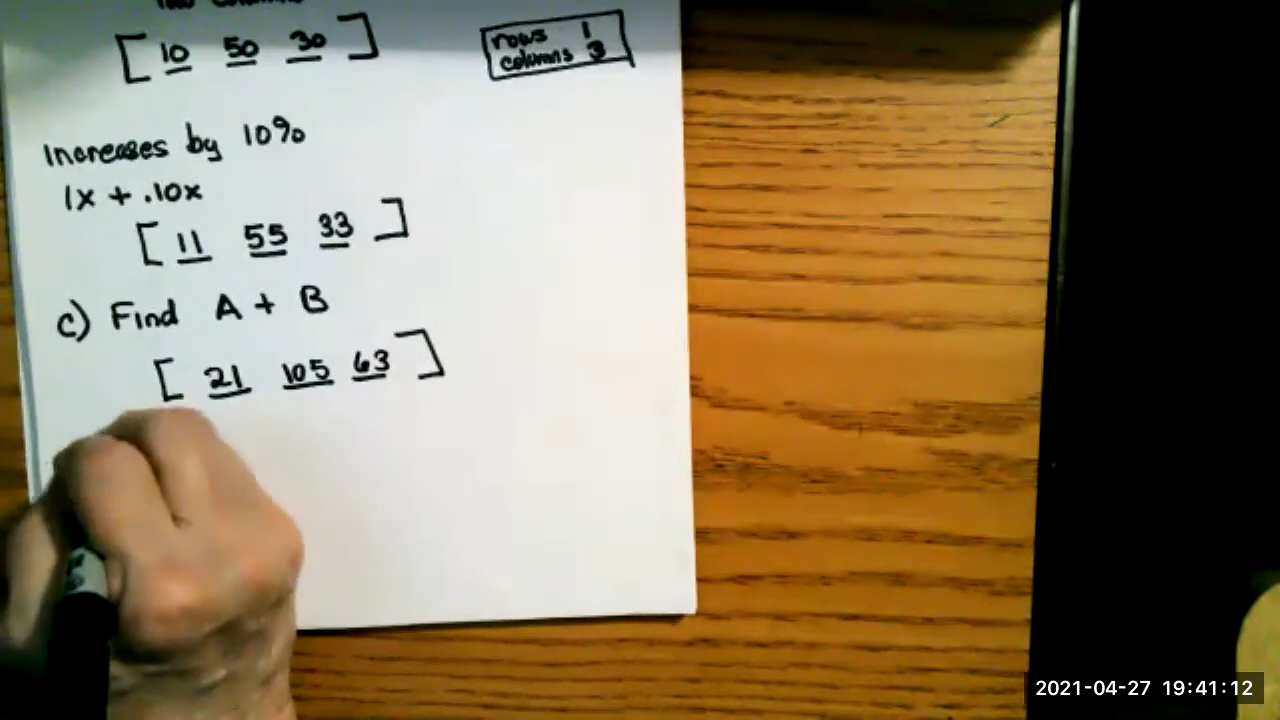 [ 10 50 30 ]
rows 1
columns 3
Increases by 10%
1x + .10x
[ 11 55 33 ]
c) Find A + B
[ 21 105 63 ]
2021-04-27 19:41:12